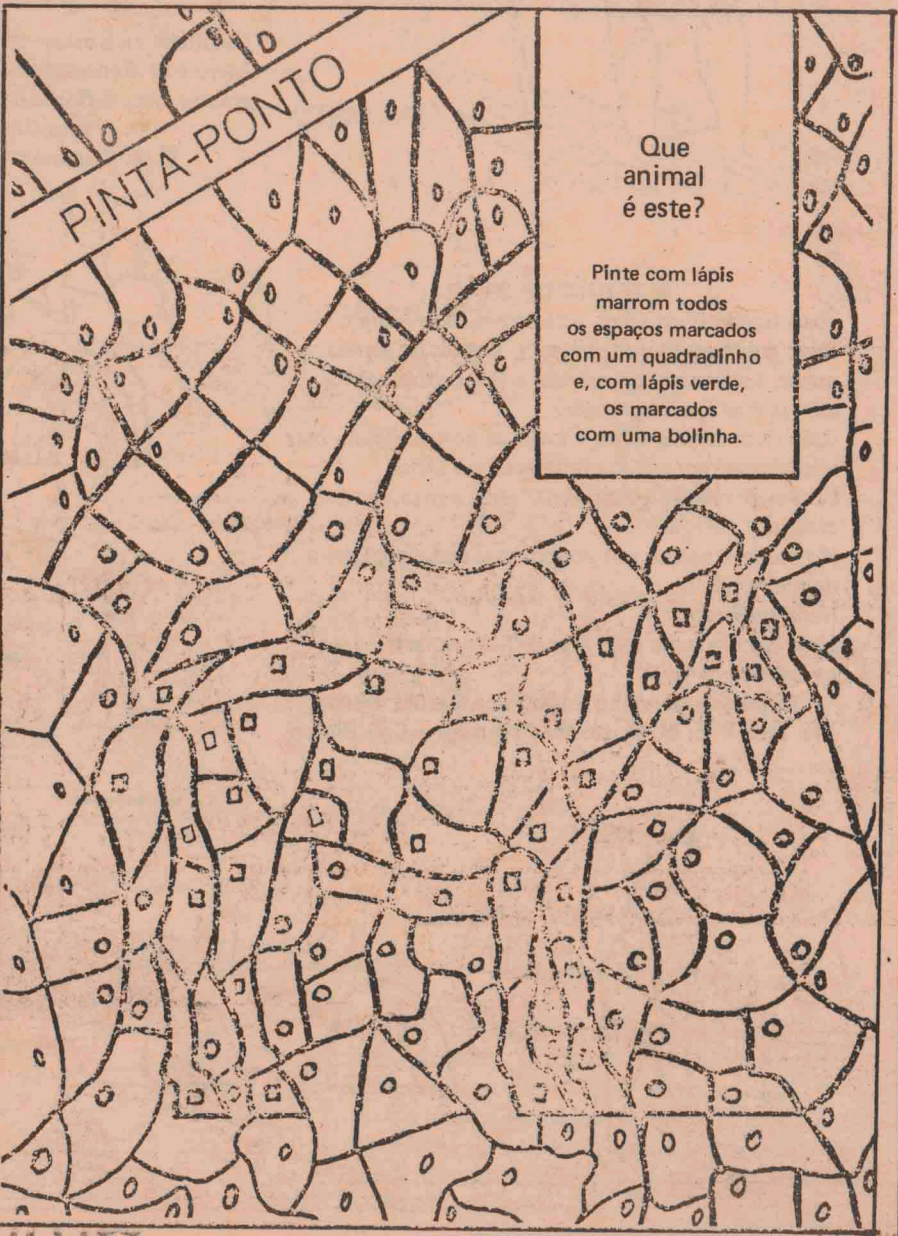 PINTA-PONTO
Que
animal
é este?
Pinte com lápis
marrom todos
os espaços marcados
com um quadradinho
e, com lápis verde,
os marcados
com uma bolinha.